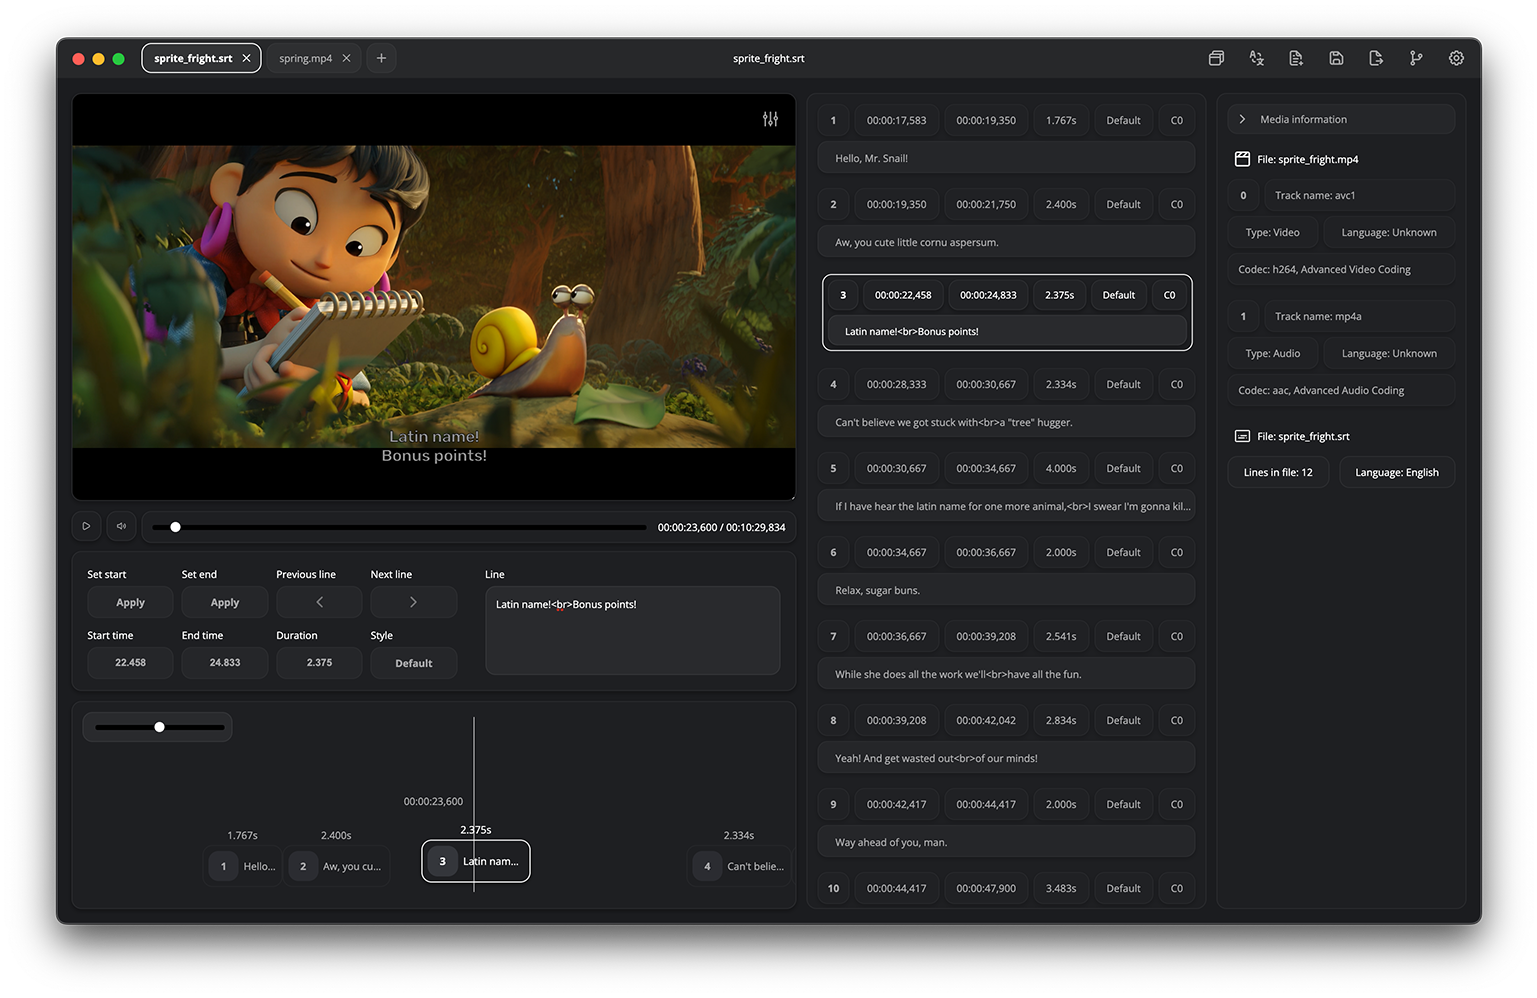 sprite_fright.srt
spring.mp4
sprite_fright.srt
Latin name!
Bonus points!
00:00:23,600 / 00:10:29,834
Set start
Set end
Previous line
Next line
Apply
Apply
Start time
End time
Duration
Style
22.458
24.833
2.375
Default
Line
Latin name!<br>Bonus points!
00:00:23,600
1.767s
2.400s
2.375s
2.334s
1 Hello...
2 Aw, you cu...
3 Latin nam...
4 Can't belie...
1 00:00:17,583 00:00:19,350 1.767s Default C0
Hello, Mr. Snail!
2 00:00:19,350 00:00:21,750 2.400s Default C0
Aw, you cute little cornu aspersum.
3 00:00:22,458 00:00:24,833 2.375s Default C0
Latin name!<br>Bonus points!
4 00:00:28,333 00:00:30,667 2.334s Default C0
Can't believe we got stuck with<br>a "tree" hugger.
5 00:00:30,667 00:00:34,667 4.000s Default C0
If I have hear the latin name for one more animal,<br>I swear I'm gonna kil...
6 00:00:34,667 00:00:36,667 2.000s Default C0
Relax, sugar buns.
7 00:00:36,667 00:00:39,208 2.541s Default C0
While she does all the work we'll<br>have all the fun.
8 00:00:39,208 00:00:42,042 2.834s Default C0
Yeah! And get wasted out<br>of our minds!
9 00:00:42,417 00:00:44,417 2.000s Default C0
Way ahead of you, man.
10 00:00:44,417 00:00:47,900 3.483s Default C0
Media information
File: sprite_fright.mp4
0 Track name: avc1
Type: Video Language: Unknown
Codec: h264, Advanced Video Coding
1 Track name: mp4a
Type: Audio Language: Unknown
Codec: aac, Advanced Audio Coding
File: sprite_fright.srt
Lines in file: 12 Language: English